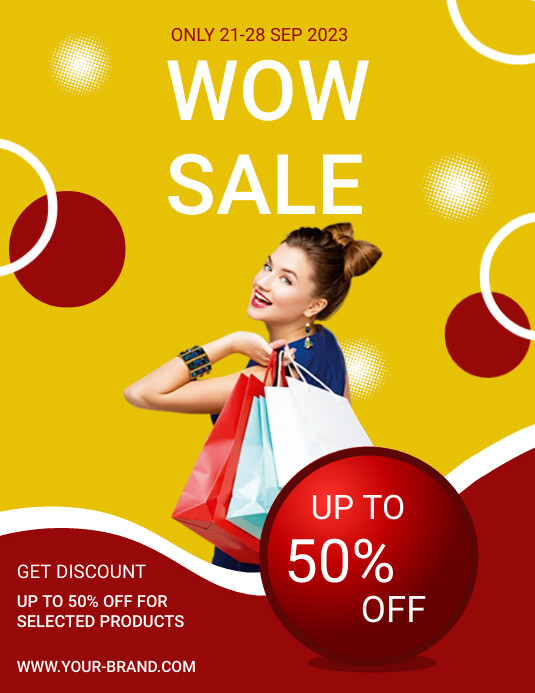 ONLY 21-28 SEP 2023
WOW
SALE
UP TO
50%
OFF
GET DISCOUNT
UP TO 50% OFF FOR
SELECTED PRODUCTS
WWW.YOUR-BRAND.COM